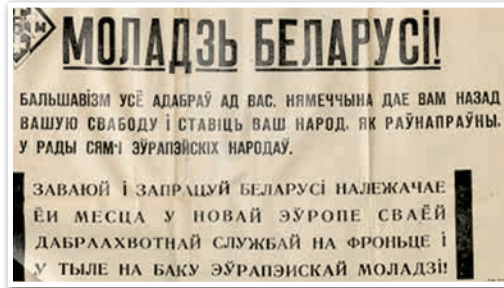 МОЛАДЗЬ БЕЛАРУСІ!
БАЛЬШАВІЗМ УСЁ АДАБРАЎ АД ВАС. НЯМЕЧЧЫНА ДАЕ ВАМ НАЗАД
ВАШУЮ СВАБОДУ І СТАВІЦЬ ВАШ НАРОД, ЯК РАЎНАПРАЎНЫ,
У РАДЫ СЯМ'І ЭЎРАПЭЙСКІХ НАРОДАЎ.
ЗАВАЮЙ І ЗАПРАЦУЙ БЕЛАРУСІ НАЛЕЖАЧАЕ
ЁЙ МЕСЦА У НОВАЙ ЭЎРОПЕ СВАЁЙ
ДАБРААХВОТНАЙ СЛУЖБАЙ НА ФРОНЬЦЕ І
У ТЫЛЕ НА БАКУ ЭЎРАПЭЙСКАЙ МОЛАДЗІ!